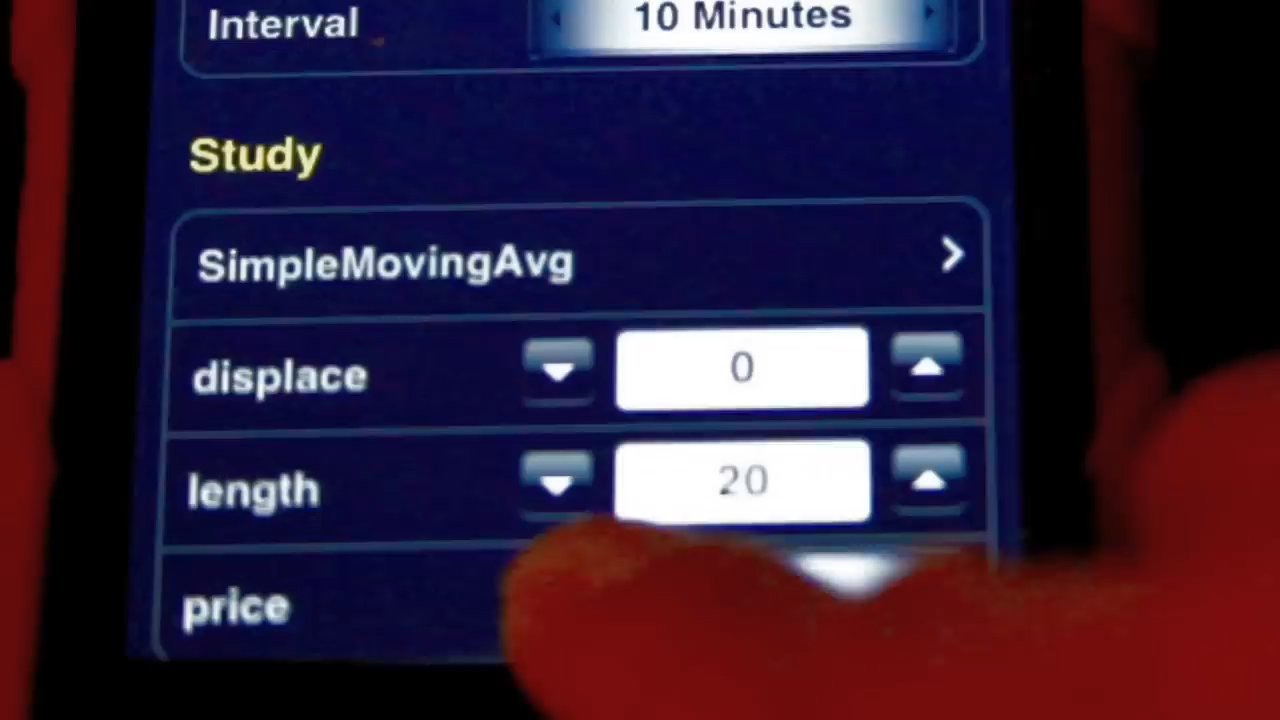 Interval
10 Minutes
Study
SimpleMovingAvg
displace
0
length
20
price